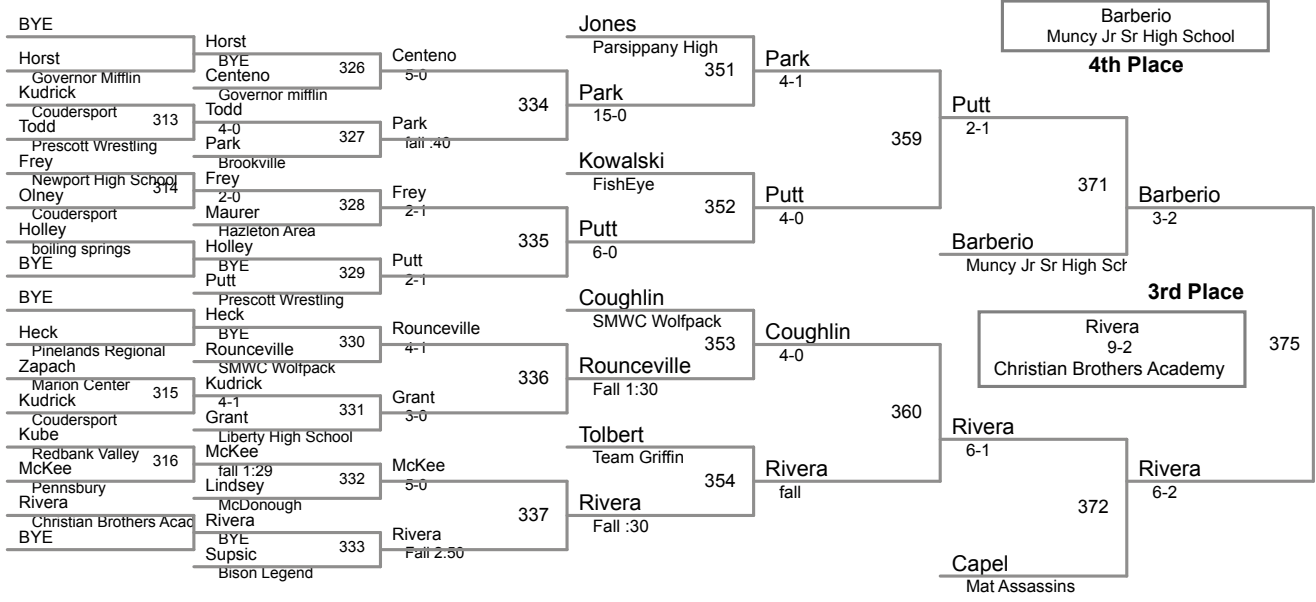 BYE
Horst
Governor Mifflin
Kudrick
Coudersport
313
Todd
Prescott Wrestling
Frey
Newport High School
314
Olney
Coudersport
Holley
boiling springs
BYE
BYE
Heck
Pinelands Regional
Zapach
Marion Center
315
Kudrick
Coudersport
Kube
Redbank Valley
316
McKee
Pennsbury
Rivera
Christian Brothers Acad
BYE
Horst
BYE
326
Centeno
Governor mifflin
Todd
4-0
327
Park
Brookville
Frey
2-0
328
Maurer
Hazleton Area
Holley
BYE
329
Putt
Prescott Wrestling
Heck
BYE
330
Rounceville
SMWC Wolfpack
Kudrick
4-1
331
Grant
Liberty High School
McKee
fall 1:29
332
Lindsey
McDonough
Rivera
BYE
333
Supsic
Bison Legend
Centeno
5-0
334
Park
fall :40
Frey
2-1
335
Putt
2-1
Rounceville
4-1
336
Grant
3-0
McKee
5-0
337
Rivera
Fall 2:50
Jones
Parsippany High
351
Park
15-0
Kowalski
FishEye
352
Putt
6-0
Coughlin
SMWC Wolfpack
353
Rounceville
Fall 1:30
Tolbert
Team Griffin
354
Rivera
Fall :30
Park
4-1
359
Putt
4-0
Coughlin
4-0
360
Rivera
fall
Putt
2-1
371
Barberio
Muncy Jr Sr High Sch
Rivera
6-1
372
Capel
Mat Assassins
Barberio
3-2
375
Rivera
6-2
Barberio
Muncy Jr Sr High School
4th Place
3rd Place
Rivera
9-2
Christian Brothers Academy